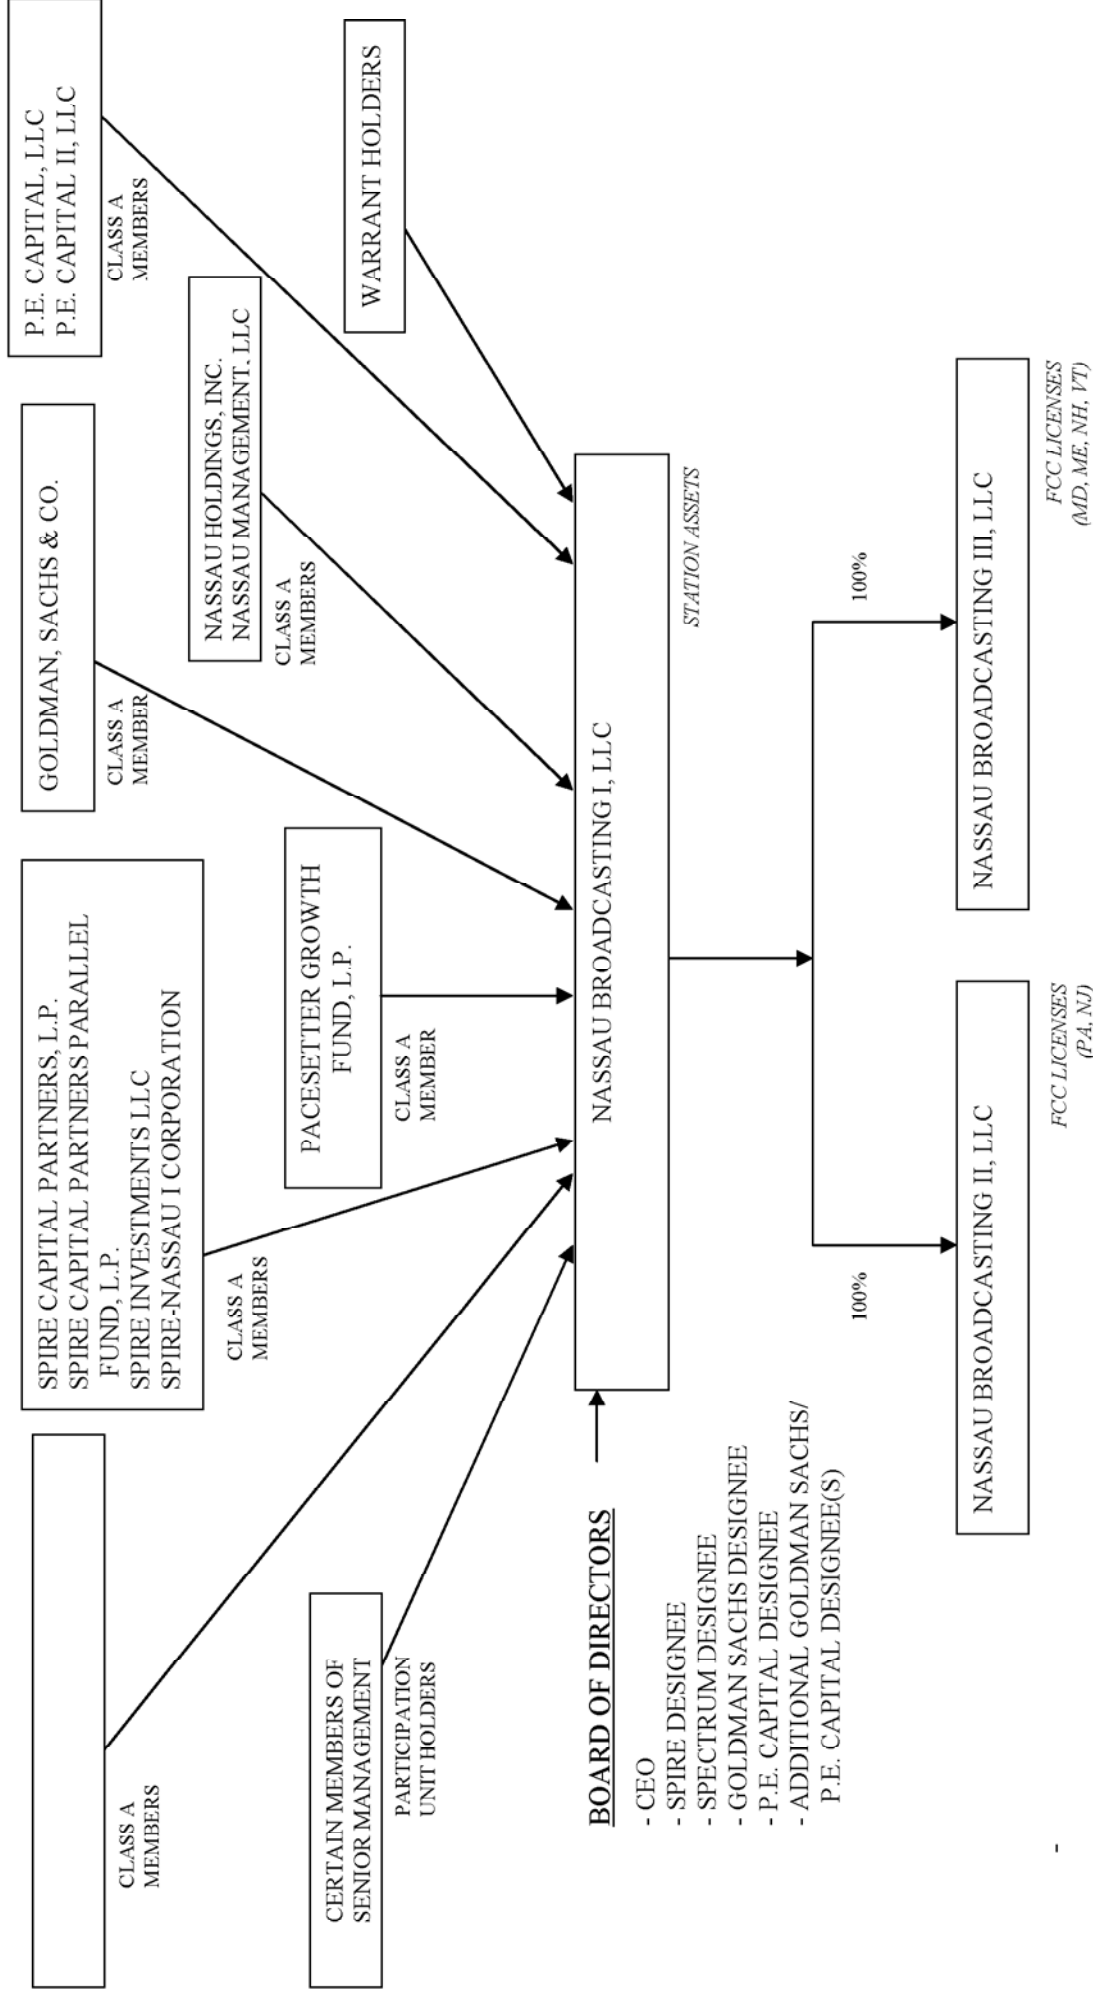 CLASS A
MEMBERS
SPIRE CAPITAL PARTNERS, L.P.
SPIRE CAPITAL PARTNERS PARALLEL
FUND, L.P.
SPIRE INVESTMENTS LLC
SPIRE-NASSAU I CORPORATION
CLASS A
MEMBERS
GOLDMAN, SACHS & CO.
CLASS A
MEMBER
P.E. CAPITAL, LLC
P.E. CAPITAL II, LLC
CLASS A
MEMBERS
CERTAIN MEMBERS OF
SENIOR MANAGEMENT
PARTICIPATION
UNIT HOLDERS
PACESETTER GROWTH
FUND, L.P.
CLASS A
MEMBER
NASSAU HOLDINGS, INC.
NASSAU MANAGEMENT, LLC
CLASS A
MEMBERS
WARRANT HOLDERS
BOARD OF DIRECTORS
- CEO
- SPIRE DESIGNEE
- SPECTRUM DESIGNEE
- GOLDMAN SACHS DESIGNEE
- P.E. CAPITAL DESIGNEE
- ADDITIONAL GOLDMAN SACHS/
P.E. CAPITAL DESIGNEE(S)
-
NASSAU BROADCASTING I, LLC
STATION ASSETS
100%
100%
NASSAU BROADCASTING II, LLC
FCC LICENSES
(PA, NJ)
NASSAU BROADCASTING III, LLC
FCC LICENSES
(MD, ME, NH, VT)